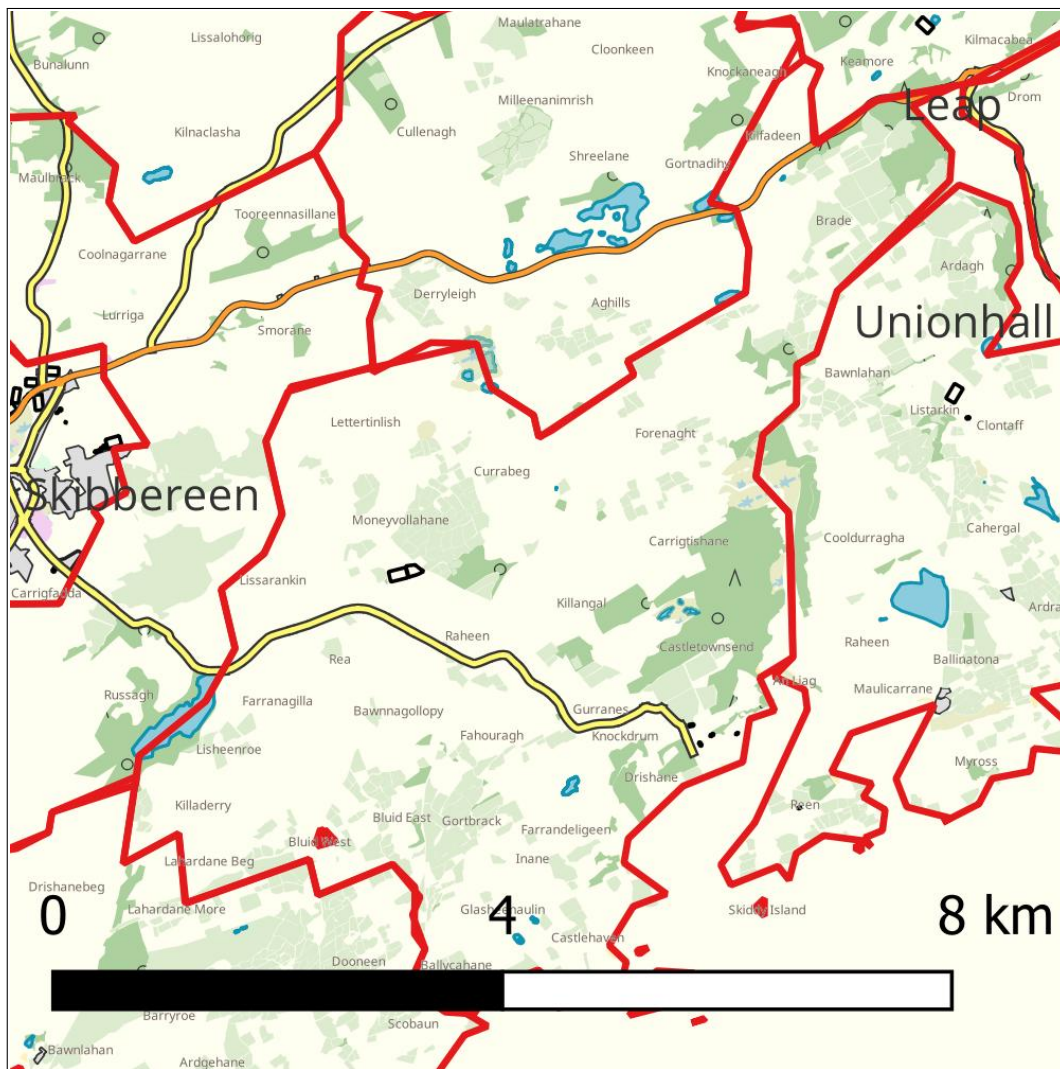 Maulatrahane
Lissalohorig
Kilmacabea
Cloonkeen
Bunalunn
Keamore
Knockaneagh
Drom
Milleenanimrish
Leap
Kilnaclasha
Cullenagh
Kilfadeen
Shreelane
Gortnadihy
Maulbrack
Tooreennasillane
Brade
Coolnagarrane
Ardagh
Derryleigh
Aghills
Lurriga
Unionhall
Smorane
Bawnlahan
Listarkin
Lettertinlish
Clontaff
Forenaght
Currabeg
Skibbereen
Moneyvollahane
Cahergal
Carrigtishane
Cooldurragha
Lissarankin
Carrigfadda
Killangal
Ardra
Raheen
Raheen
Castletownsend
Rea
Ballinatona
An Liag
Maulicarrane
Russagh
Farranagilla
Bawnnagollopy
Gurranes
Fahouragh
Knockdrum
Lisheenroe
Myross
Drishane
Killaderry
Reen
Bluid East
Gortbrack
Farrandeligeen
Bluid West
Inane
Lahardane Beg
Drishanebeg
0
4
8 km
Lahardane More
Glasheenaulin
Skiddy Island
Castlehaven
Dooneen
Ballycahane
Barryroe
Scobaun
Bawnlahan
Ardgehane